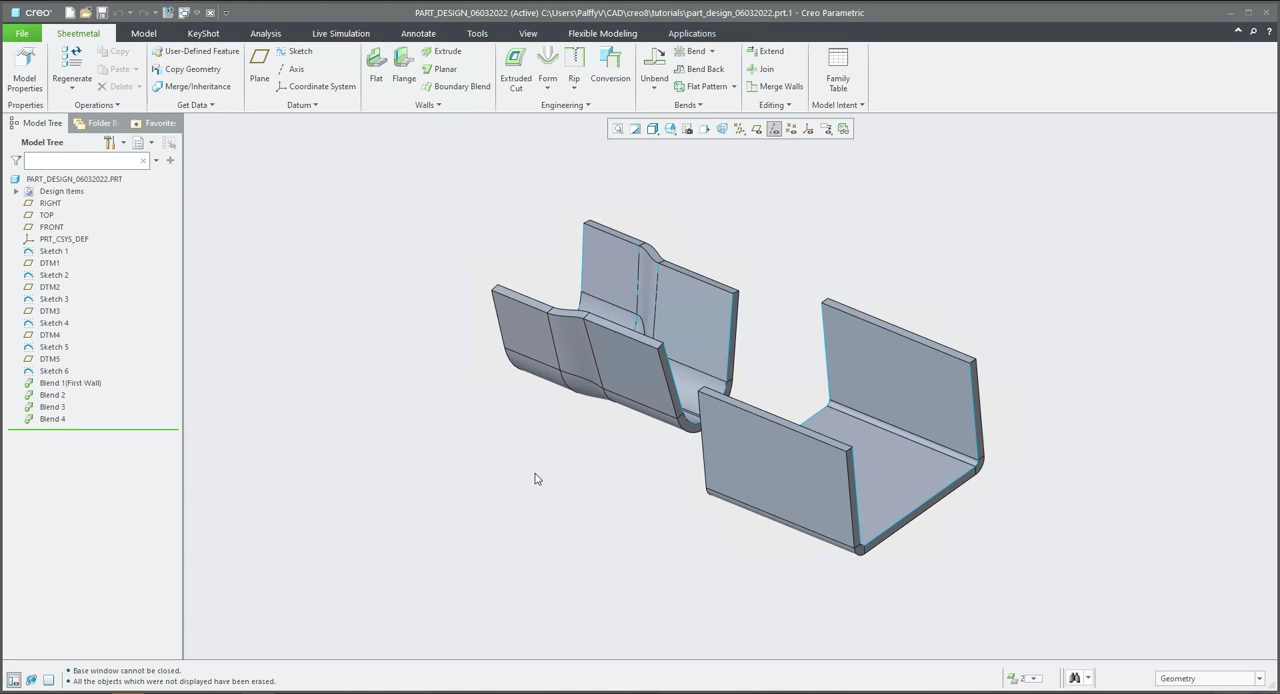 creo
PART_DESIGN_06032022 (Active) C:\Users\PalffyV\CAD\creo8\tutorials\part_design_06032022.prt.1 - Creo Parametric
File Sheetmetal Model KeyShot Analysis Live Simulation Annotate Tools View Flexible Modeling Applications
Model Properties
Regenerate
Copy
Paste
Delete
User-Defined Feature
Copy Geometry
Merge/Inheritance
Plane
Sketch
Axis
Coordinate System
Flat
Flange
Extrude
Planar
Boundary Blend
Extruded Cut
Form
Rip
Conversion
Unbend
Bend
Bend Back
Flat Pattern
Extend
Join
Merge Walls
Family Table
Properties Operations Get Data Datum Walls Engineering Bends Editing Model Intent
Model Tree Folder B Favorite
Model Tree
PART_DESIGN_06032022.PRT
Design Items
RIGHT
TOP
FRONT
PRT_CSYS_DEF
Sketch 1
DTM1
Sketch 2
DTM2
Sketch 3
DTM3
Sketch 4
DTM4
Sketch 5
DTM5
Sketch 6
Blend 1(First Wall)
Blend 2
Blend 3
Blend 4
• Base window cannot be closed.
• All the objects which were not displayed have been erased.
2
Geometry